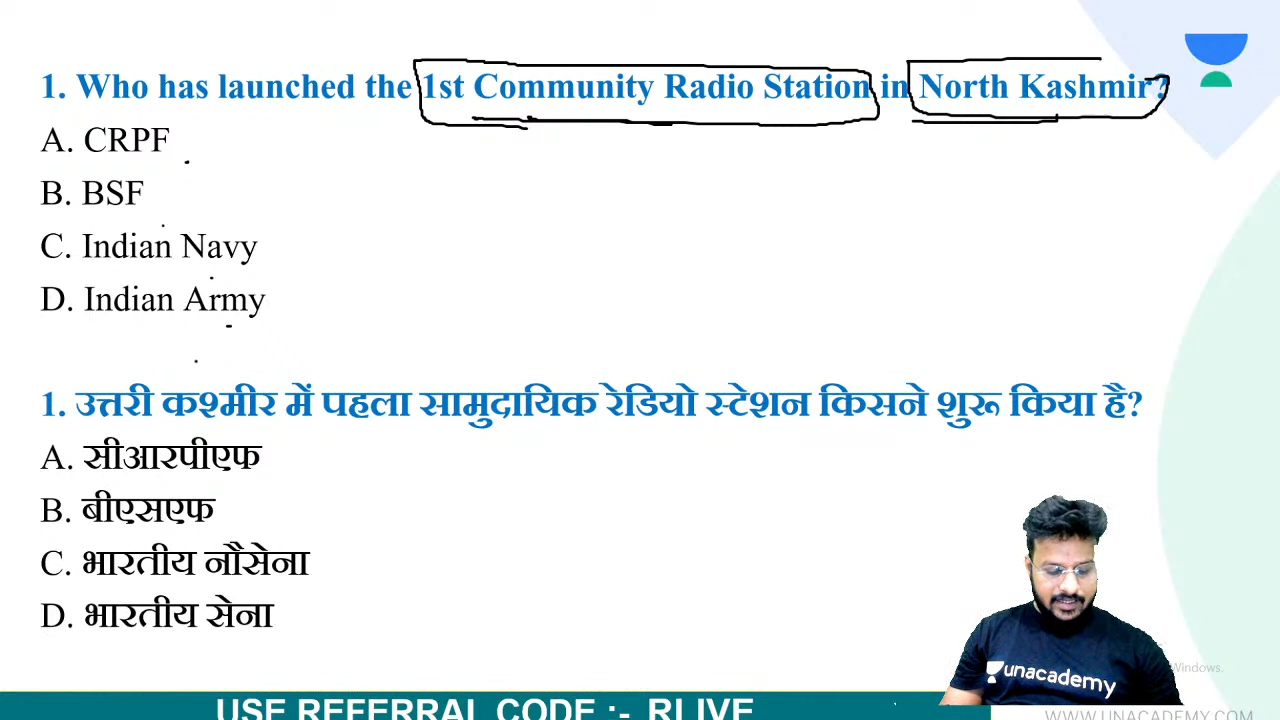 1. Who has launched the 1st Community Radio Station in North Kashmir?
A. CRPF
B. BSF
C. Indian Navy
D. Indian Army
1. उत्तरी कश्मीर में पहला सामुदायिक रेडियो स्टेशन किसने शुरू किया है?
A. सीआरपीएफ
B. बीएसएफ
C. भारतीय नौसेना
D. भारतीय सेना
unacademy
Windows.
USE REFERRAL CODE :- RLIVE
WWW.UNACADEMY.COM